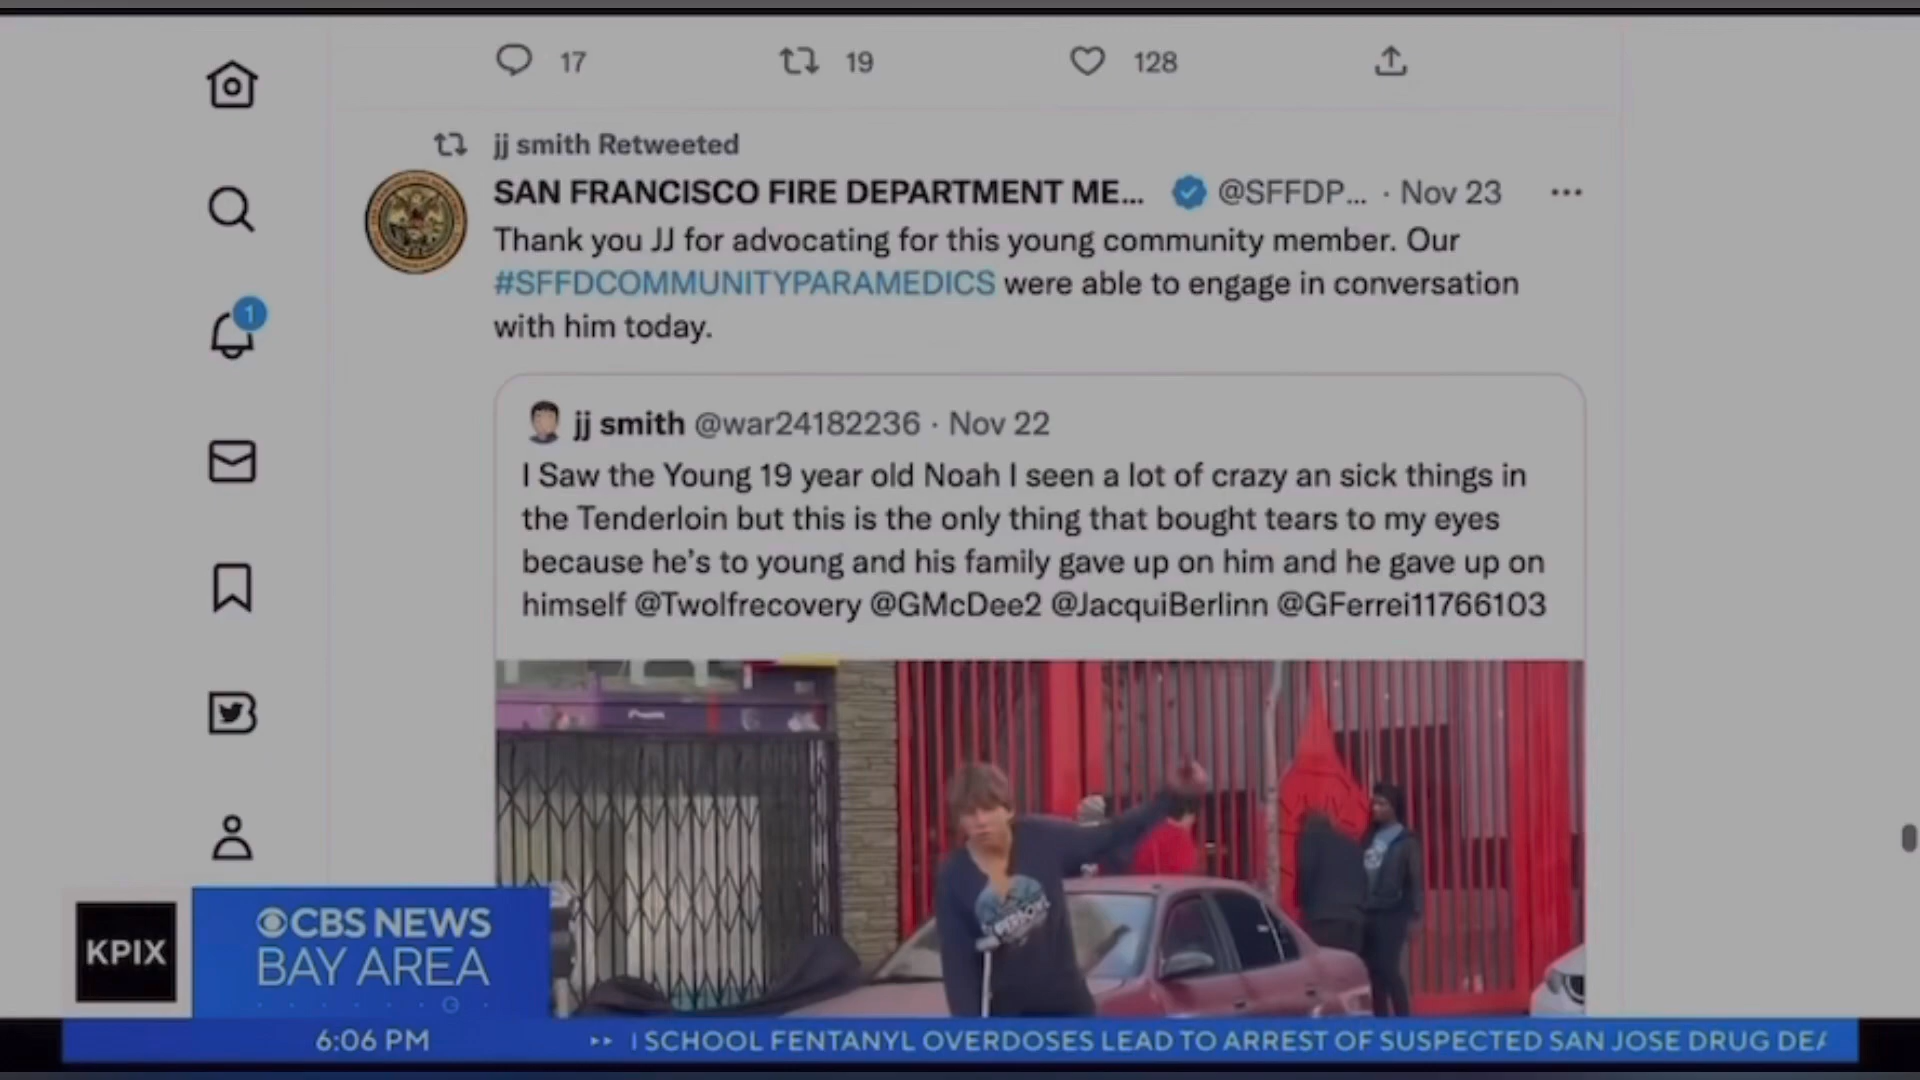 17 19 128
jj smith Retweeted
SAN FRANCISCO FIRE DEPARTMENT ME... @SFFDP... · Nov 23
Thank you JJ for advocating for this young community member. Our
#SFFDCOMMUNITYPARAMEDICS were able to engage in conversation
with him today.
1
jj smith @war24182236 · Nov 22
I Saw the Young 19 year old Noah I seen a lot of crazy an sick things in
the Tenderloin but this is the only thing that bought tears to my eyes
because he's to young and his family gave up on him and he gave up on
himself @Twolfrecovery @GMcDee2 @JacquiBerlinn @GFerrei11766103
KPIX
CBS NEWS
BAY AREA
6:06 PM
SCHOOL FENTANYL OVERDOSES LEAD TO ARREST OF SUSPECTED SAN JOSE DRUG DEA